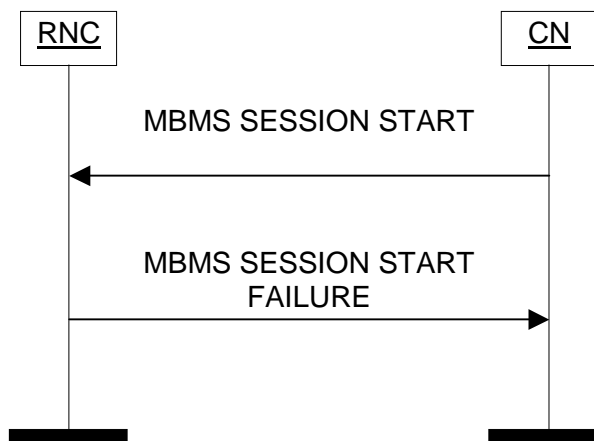 RNC
CN
MBMS SESSION START
MBMS SESSION START
FAILURE